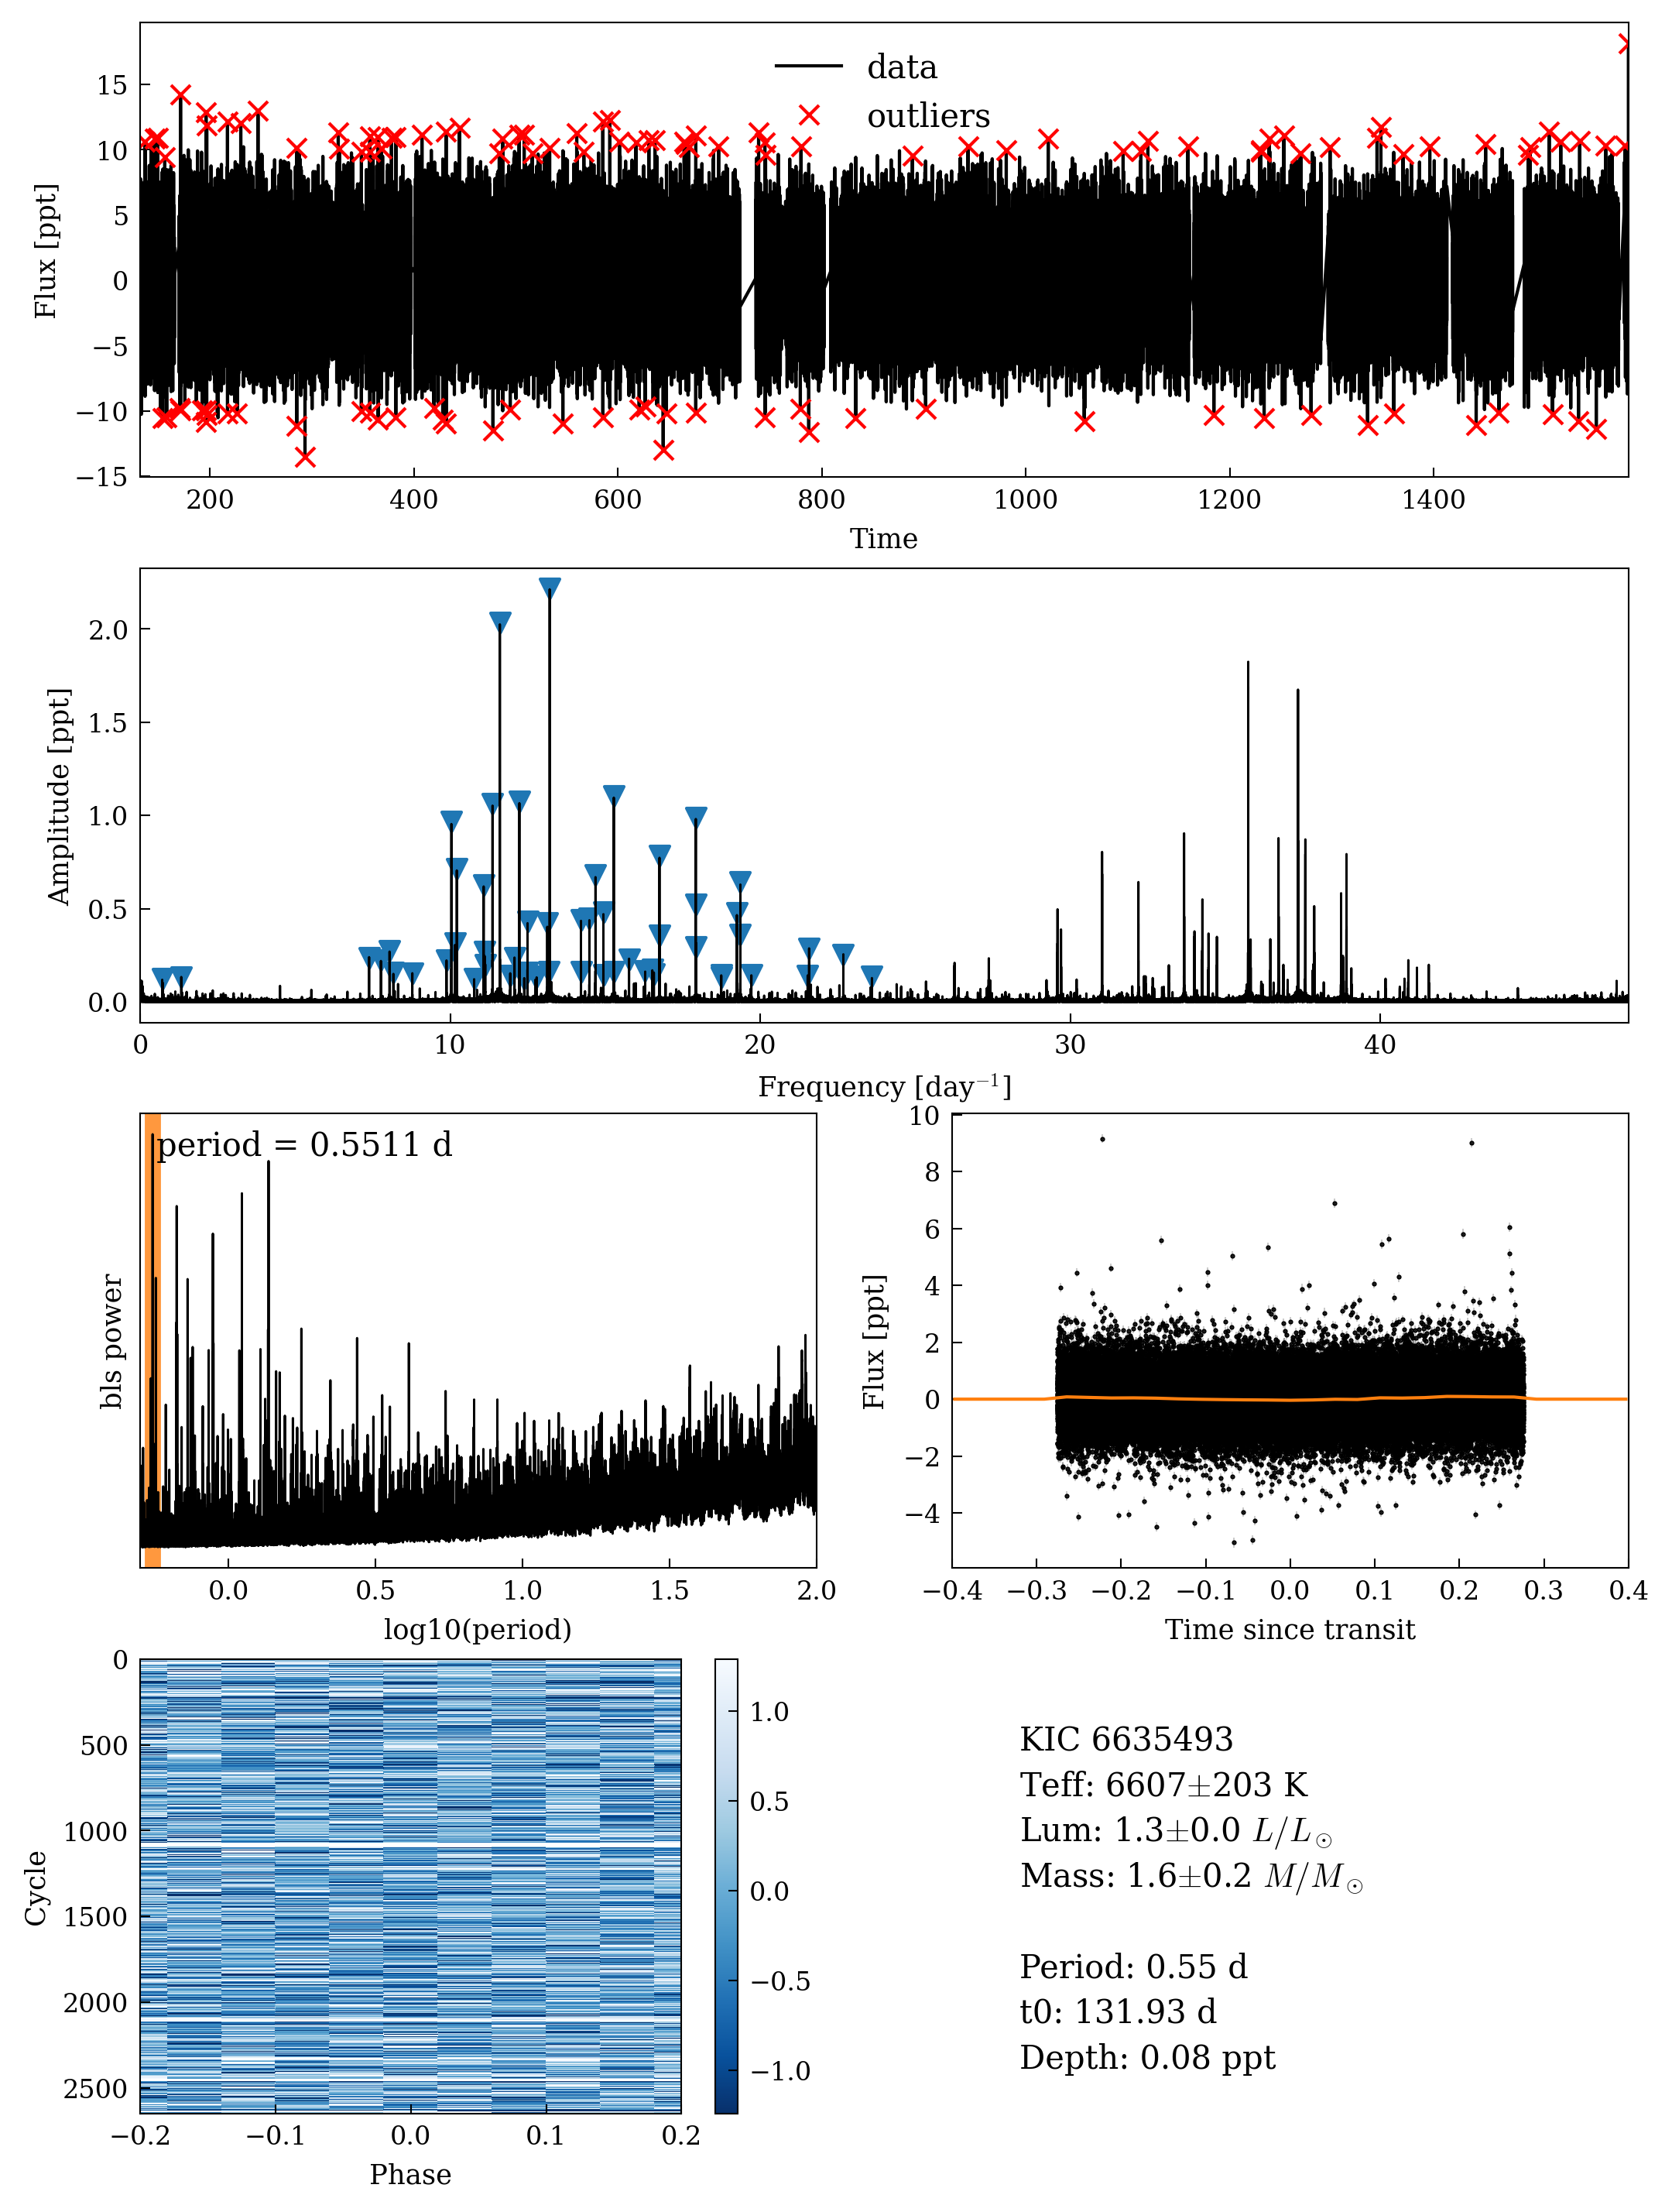 data
outliers
15
10
5
0
−5
−10
−15
Flux [ppt]
200 400 600 800 1000 1200 1400
Time
2.0
1.5
1.0
0.5
0.0
Amplitude [ppt]
0 10 20 30 40
Frequency [day⁻¹]
period = 0.5511 d
bls power
0.0 0.5 1.0 1.5 2.0
log10(period)
10
8
6
4
2
0
−2
−4
Flux [ppt]
−0.4 −0.3 −0.2 −0.1 0.0 0.1 0.2 0.3 0.4
Time since transit
0
500
1000
1500
2000
2500
Cycle
−0.2 −0.1 0.0 0.1 0.2
Phase
1.0
0.5
0.0
−0.5
−1.0
KIC 6635493
Teff: 6607±203 K
Lum: 1.3±0.0 L/L⊙
Mass: 1.6±0.2 M/M⊙
Period: 0.55 d
t0: 131.93 d
Depth: 0.08 ppt